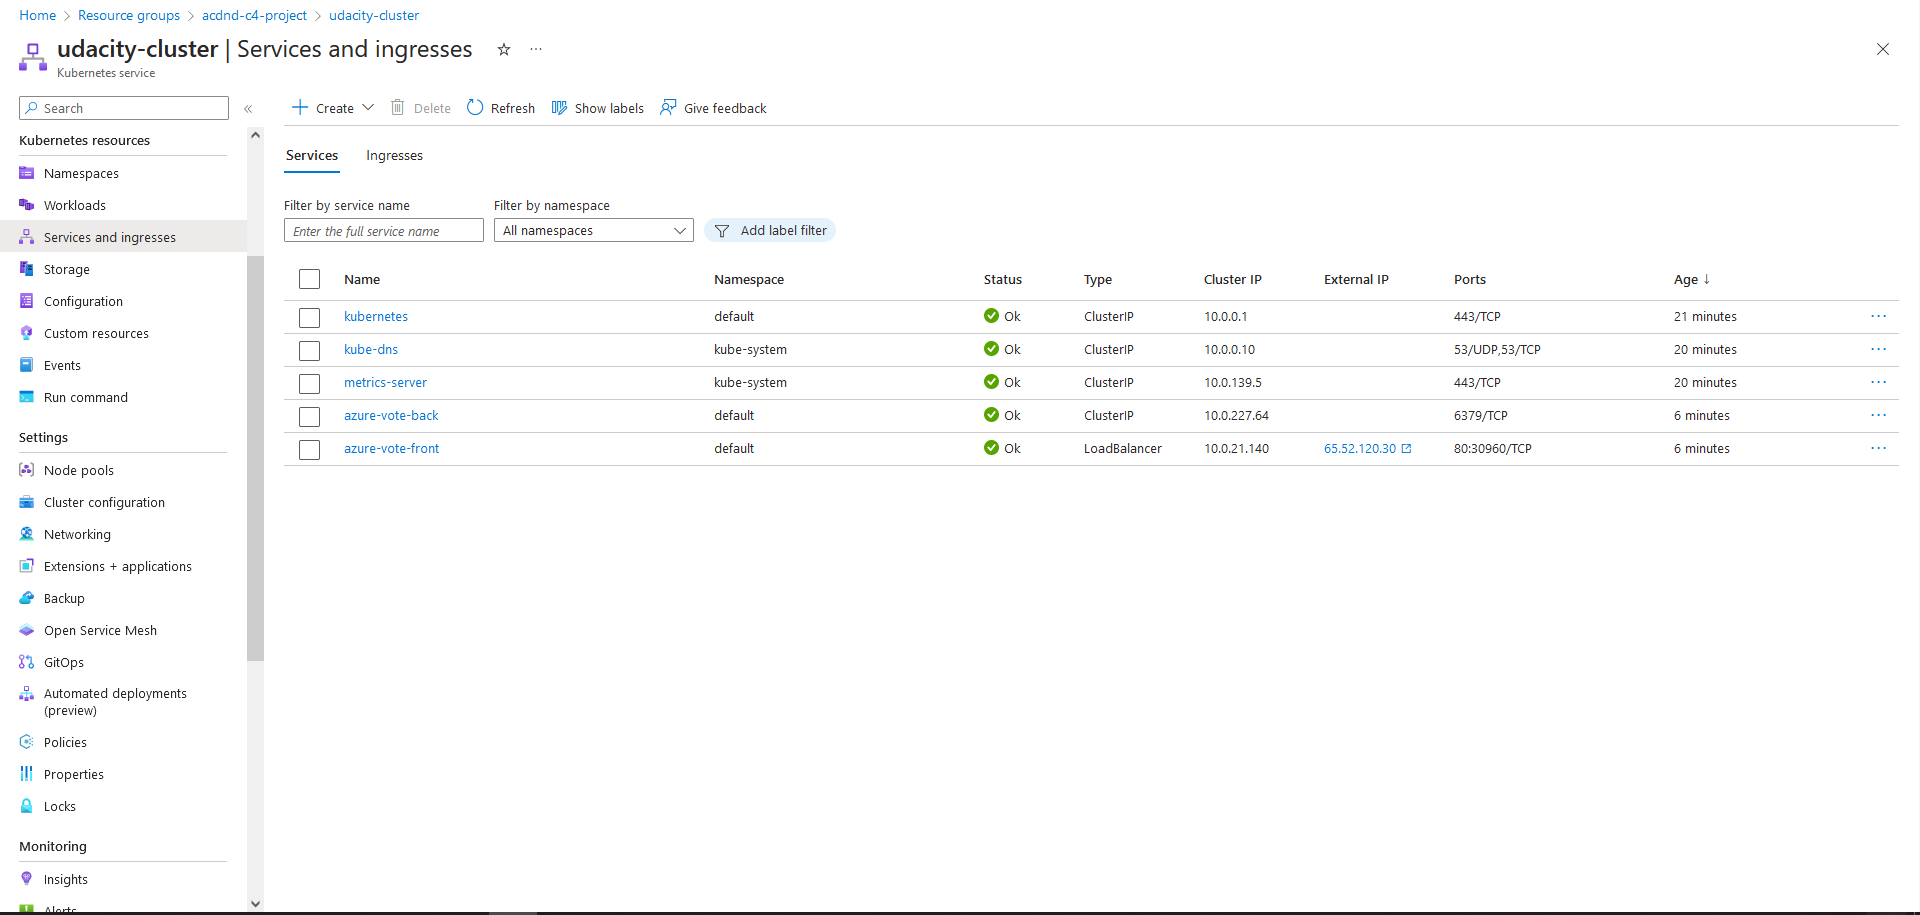 Home > Resource groups > acdnd-c4-project > udacity-cluster
udacity-cluster | Services and ingresses
Kubernetes service
Search
Kubernetes resources
Namespaces
Workloads
Services and ingresses
Storage
Configuration
Custom resources
Events
Run command
Settings
Node pools
Cluster configuration
Networking
Extensions + applications
Backup
Open Service Mesh
GitOps
Automated deployments
(preview)
Policies
Properties
Locks
Monitoring
Insights
Alerts
Create Delete Refresh Show labels Give feedback
Services Ingresses
Filter by service name Filter by namespace
Enter the full service name All namespaces Add label filter
Name Namespace Status Type Cluster IP External IP Ports Age ↓
kubernetes default Ok ClusterIP 10.0.0.1 443/TCP 21 minutes
kube-dns kube-system Ok ClusterIP 10.0.0.10 53/UDP,53/TCP 20 minutes
metrics-server kube-system Ok ClusterIP 10.0.139.5 443/TCP 20 minutes
azure-vote-back default Ok ClusterIP 10.0.227.64 6379/TCP 6 minutes
azure-vote-front default Ok LoadBalancer 10.0.21.140 65.52.120.30 80:30960/TCP 6 minutes